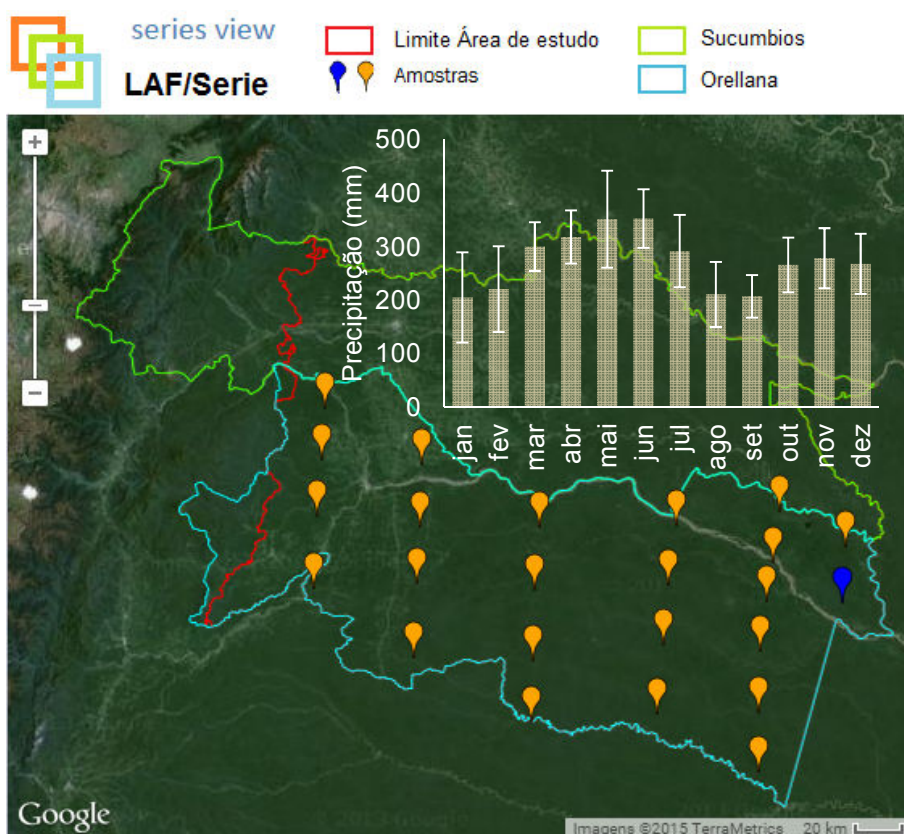 series view
LAF/Serie
Limite Área de estudo
Amostras
Sucumbios
Orellana
+
−
Precipitação (mm)
500
400
300
200
100
0
jan fev mar abr mai jun jul ago set out nov dez
Google
Imagens ©2015 TerraMetrics 20 km